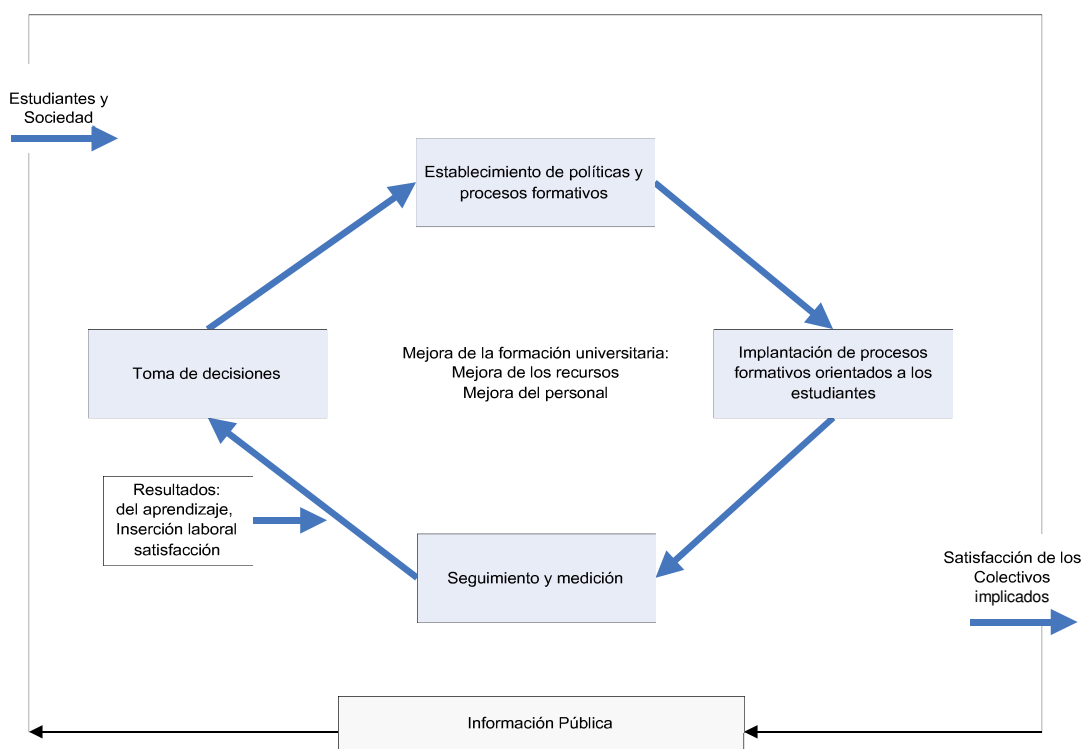 Estudiantes y
Sociedad
Establecimiento de políticas y
procesos formativos
Toma de decisiones
Mejora de la formación universitaria:
Mejora de los recursos
Mejora del personal
Implantación de procesos
formativos orientados a los
estudiantes
Resultados:
del aprendizaje,
Inserción laboral
satisfacción
Seguimiento y medición
Satisfacción de los
Colectivos
implicados
Información Pública